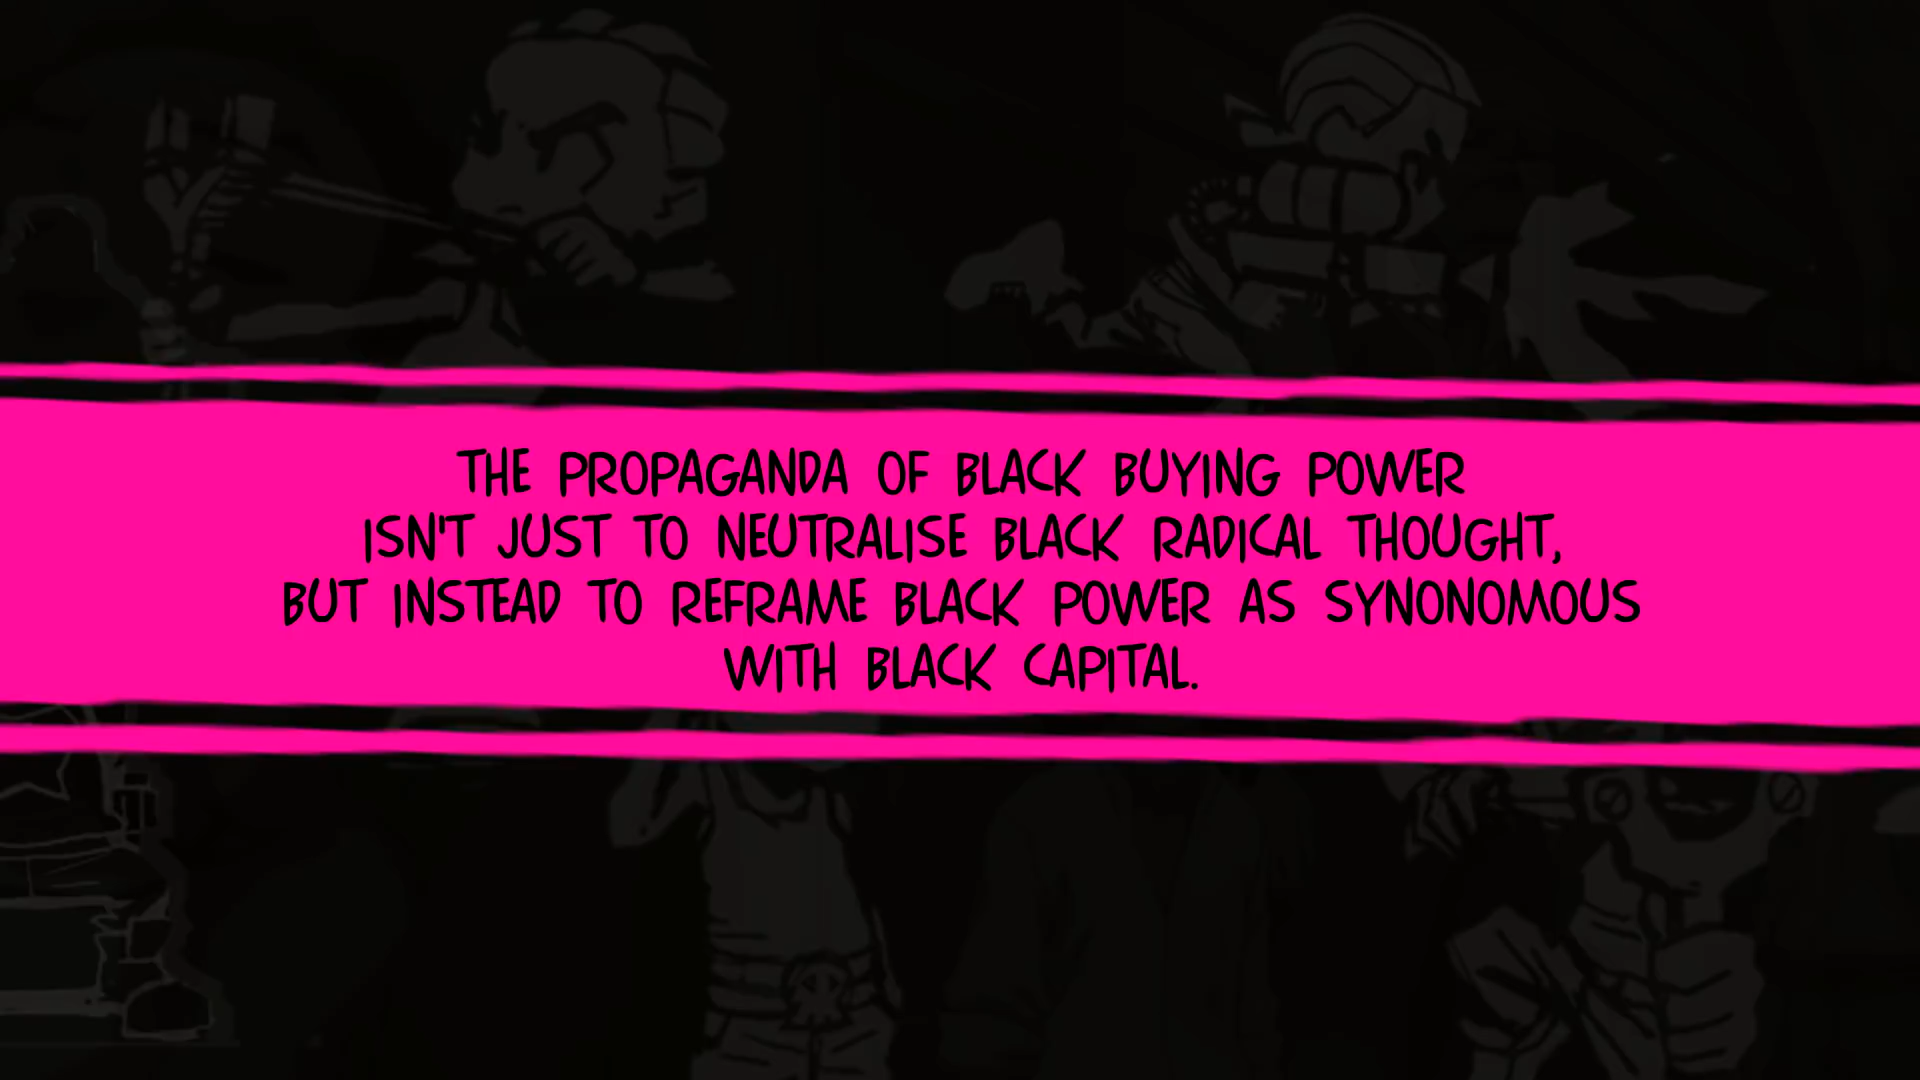 THE PROPAGANDA OF BLACK BUYING POWER
ISN'T JUST TO NEUTRALISE BLACK RADICAL THOUGHT,
BUT INSTEAD TO REFRAME BLACK POWER AS SYNONOMOUS
WITH BLACK CAPITAL.